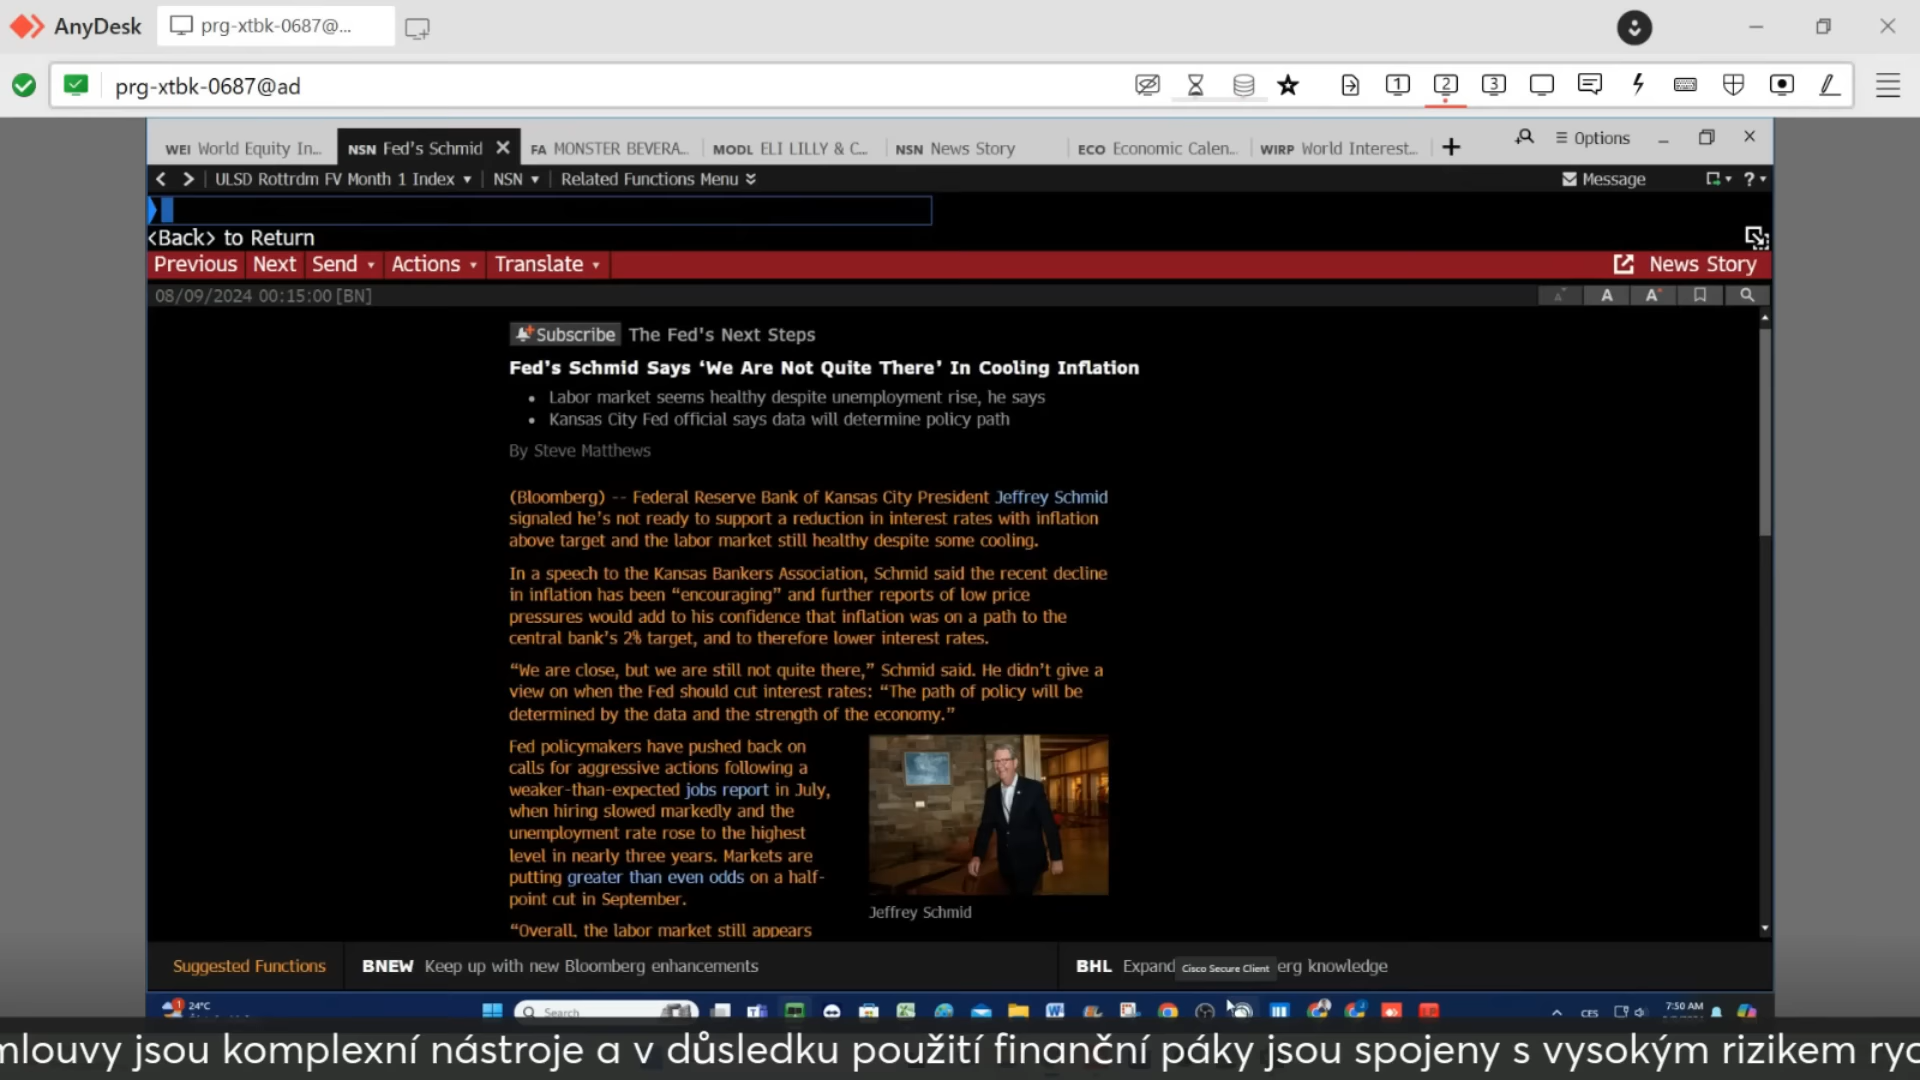 AnyDesk
prg-xtbk-0687@...
prg-xtbk-0687@ad
1 2 3
WEI World Equity In...
NSN Fed's Schmid
FA MONSTER BEVERA...
MODL ELI LILLY & C...
NSN News Story
ECO Economic Calen...
WIRP World Interest...
Options
ULSD Rottrdm FV Month 1 Index
NSN
Related Functions Menu
Message
<Back> to Return
Previous Next Send Actions Translate
News Story
08/09/2024 00:15:00 [BN]
Subscribe The Fed's Next Steps
Fed's Schmid Says ‘We Are Not Quite There’ In Cooling Inflation
• Labor market seems healthy despite unemployment rise, he says
• Kansas City Fed official says data will determine policy path
By Steve Matthews
(Bloomberg) -- Federal Reserve Bank of Kansas City President Jeffrey Schmid
signaled he’s not ready to support a reduction in interest rates with inflation
above target and the labor market still healthy despite some cooling.
In a speech to the Kansas Bankers Association, Schmid said the recent decline
in inflation has been “encouraging” and further reports of low price
pressures would add to his confidence that inflation was on a path to the
central bank’s 2% target, and to therefore lower interest rates.
“We are close, but we are still not quite there,” Schmid said. He didn’t give a
view on when the Fed should cut interest rates: “The path of policy will be
determined by the data and the strength of the economy.”
Fed policymakers have pushed back on
calls for aggressive actions following a
weaker-than-expected jobs report in July,
when hiring slowed markedly and the
unemployment rate rose to the highest
level in nearly three years. Markets are
putting greater than even odds on a half-
point cut in September.
Jeffrey Schmid
“Overall, the labor market still appears
Suggested Functions
BNEW Keep up with new Bloomberg enhancements
BHL Expand
Cisco Secure Client
erg knowledge
24°C
Search
CES
7:50 AM
mlouvy jsou komplexní nástroje a v důsledku použití finanční páky jsou spojeny s vysokým rizikem ryc